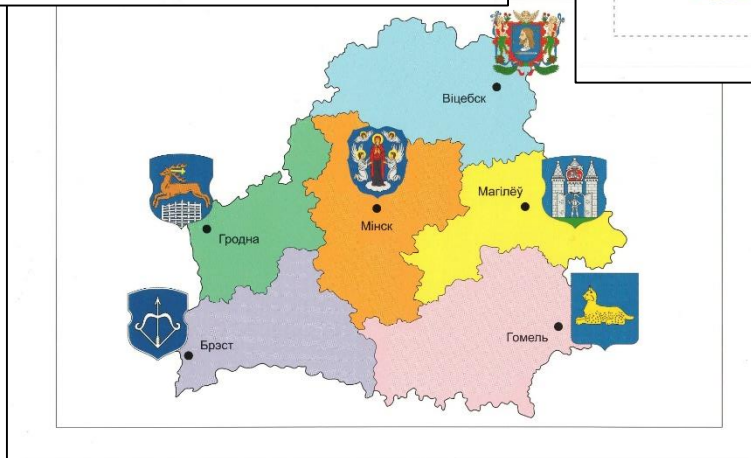 Віцебск
Магілёў
Мінск
Гродна
Гомель
Брэст